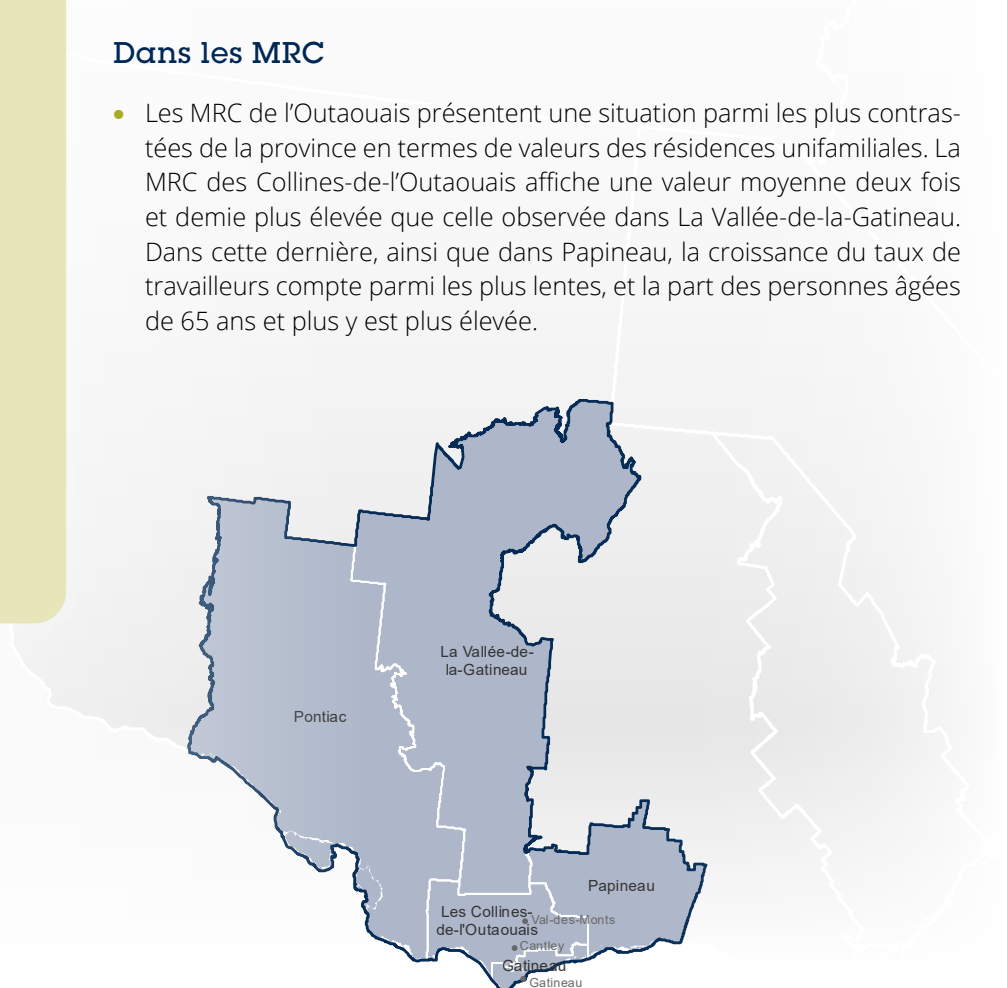 Dans les MRC
• Les MRC de l’Outaouais présentent une situation parmi les plus contras-
tées de la province en termes de valeurs des résidences unifamiliales. La
MRC des Collines-de-l’Outaouais affiche une valeur moyenne deux fois
et demie plus élevée que celle observée dans La Vallée-de-la-Gatineau.
Dans cette dernière, ainsi que dans Papineau, la croissance du taux de
travailleurs compte parmi les plus lentes, et la part des personnes âgées
de 65 ans et plus y est plus élevée.
La Vallée-de-
la-Gatineau
Pontiac
Papineau
Les Collines-
de-l'Outaouais
Val-des-Monts
Cantley
Gatineau
Gatineau